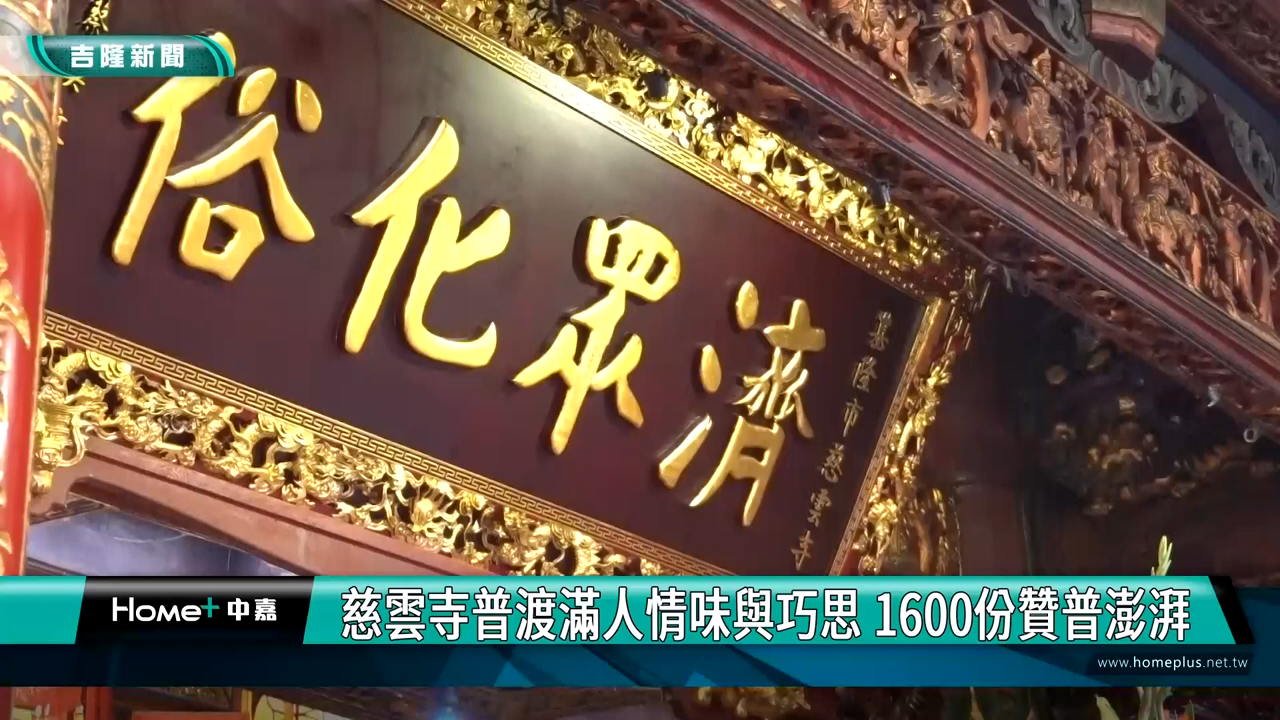 吉隆新聞
濟眾化俗
基隆市慈雲寺
Home+中嘉
慈雲寺普渡滿人情味與巧思 1600份贊普澎湃
www.homeplus.net.tw